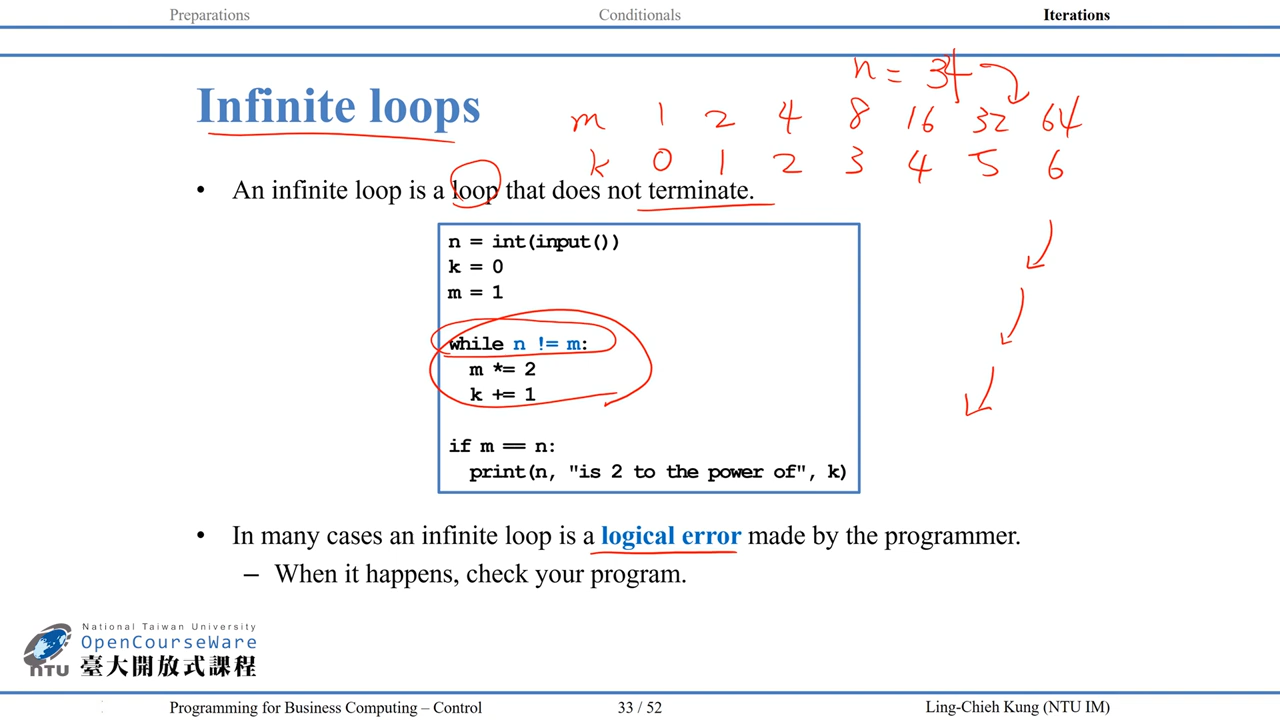 Preparations Conditionals Iterations
n = 34
Infinite loops
m 1 2 4 8 16 32 64
k 0 1 2 3 4 5 6
• An infinite loop is a loop that does not terminate.
n = int(input())
k = 0
m = 1
while n != m:
m *= 2
k += 1
if m == n:
print(n, "is 2 to the power of", k)
• In many cases an infinite loop is a logical error made by the programmer.
– When it happens, check your program.
National Taiwan University
OpenCourseWare
NTU 臺大開放式課程
Programming for Business Computing – Control 33 / 52 Ling-Chieh Kung (NTU IM)